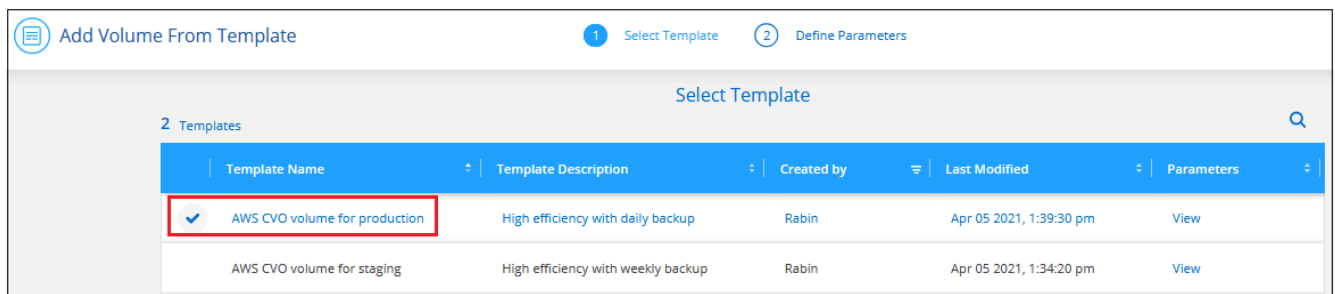 Add Volume From Template
1 Select Template 2 Define Parameters
Select Template
2 Templates
Template Name Template Description Created by Last Modified Parameters
AWS CVO volume for production High efficiency with daily backup Rabin Apr 05 2021, 1:39:30 pm View
AWS CVO volume for staging High efficiency with weekly backup Rabin Apr 05 2021, 1:34:20 pm View